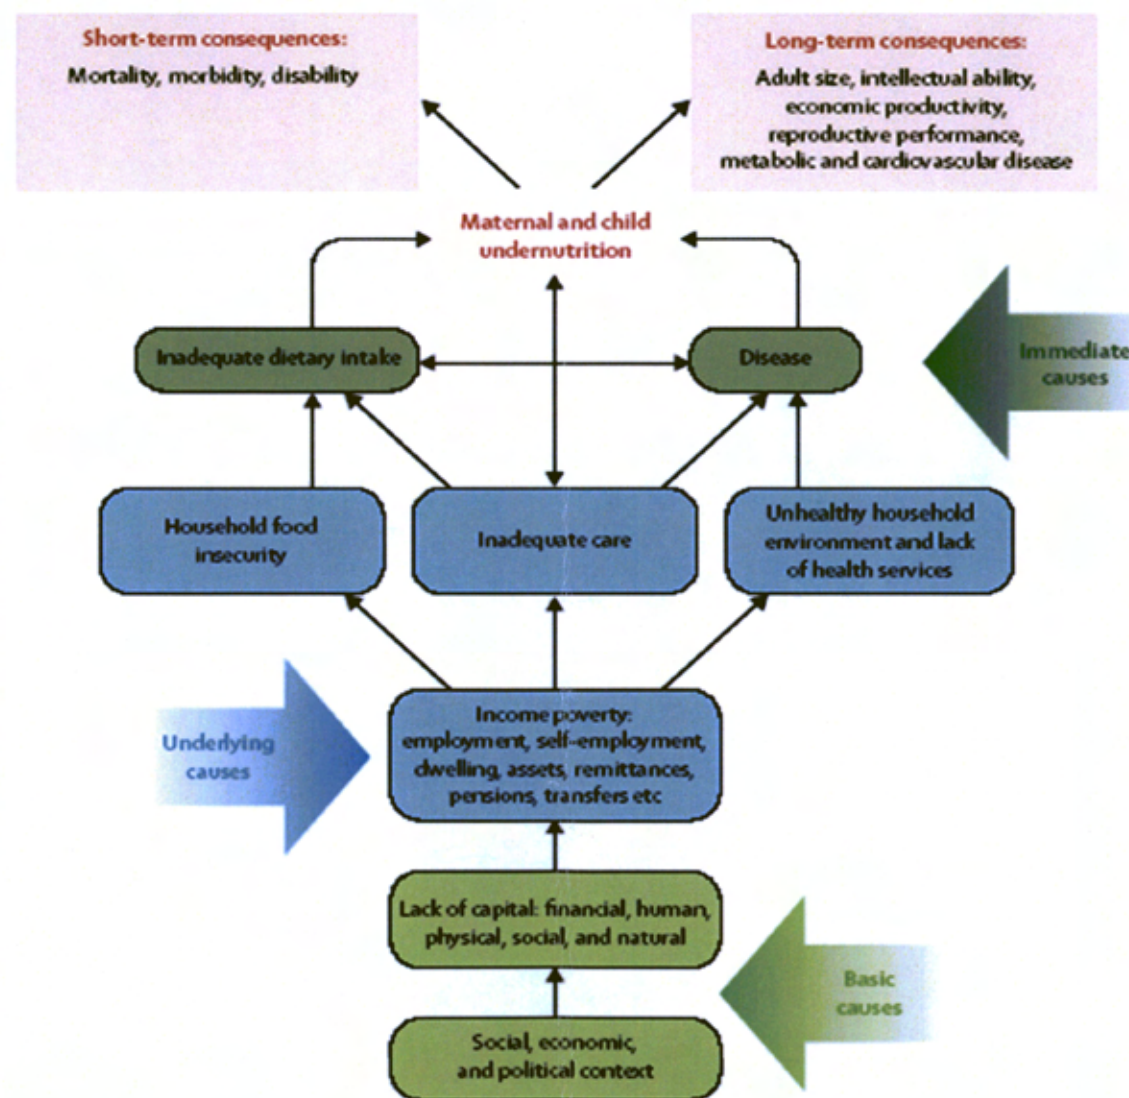 Short-term consequences:
Mortality, morbidity, disability
Long-term consequences:
Adult size, intellectual ability,
economic productivity,
reproductive performance,
metabolic and cardiovascular disease
Maternal and child
undernutrition
Inadequate dietary intake
Disease
Immediate
causes
Household food
insecurity
Inadequate care
Unhealthy household
environment and lack
of health services
Underlying
causes
Income poverty:
employment, self-employment,
dwelling, assets, remittances,
pensions, transfers etc
Lack of capital: financial, human,
physical, social, and natural
Basic
causes
Social, economic,
and political context